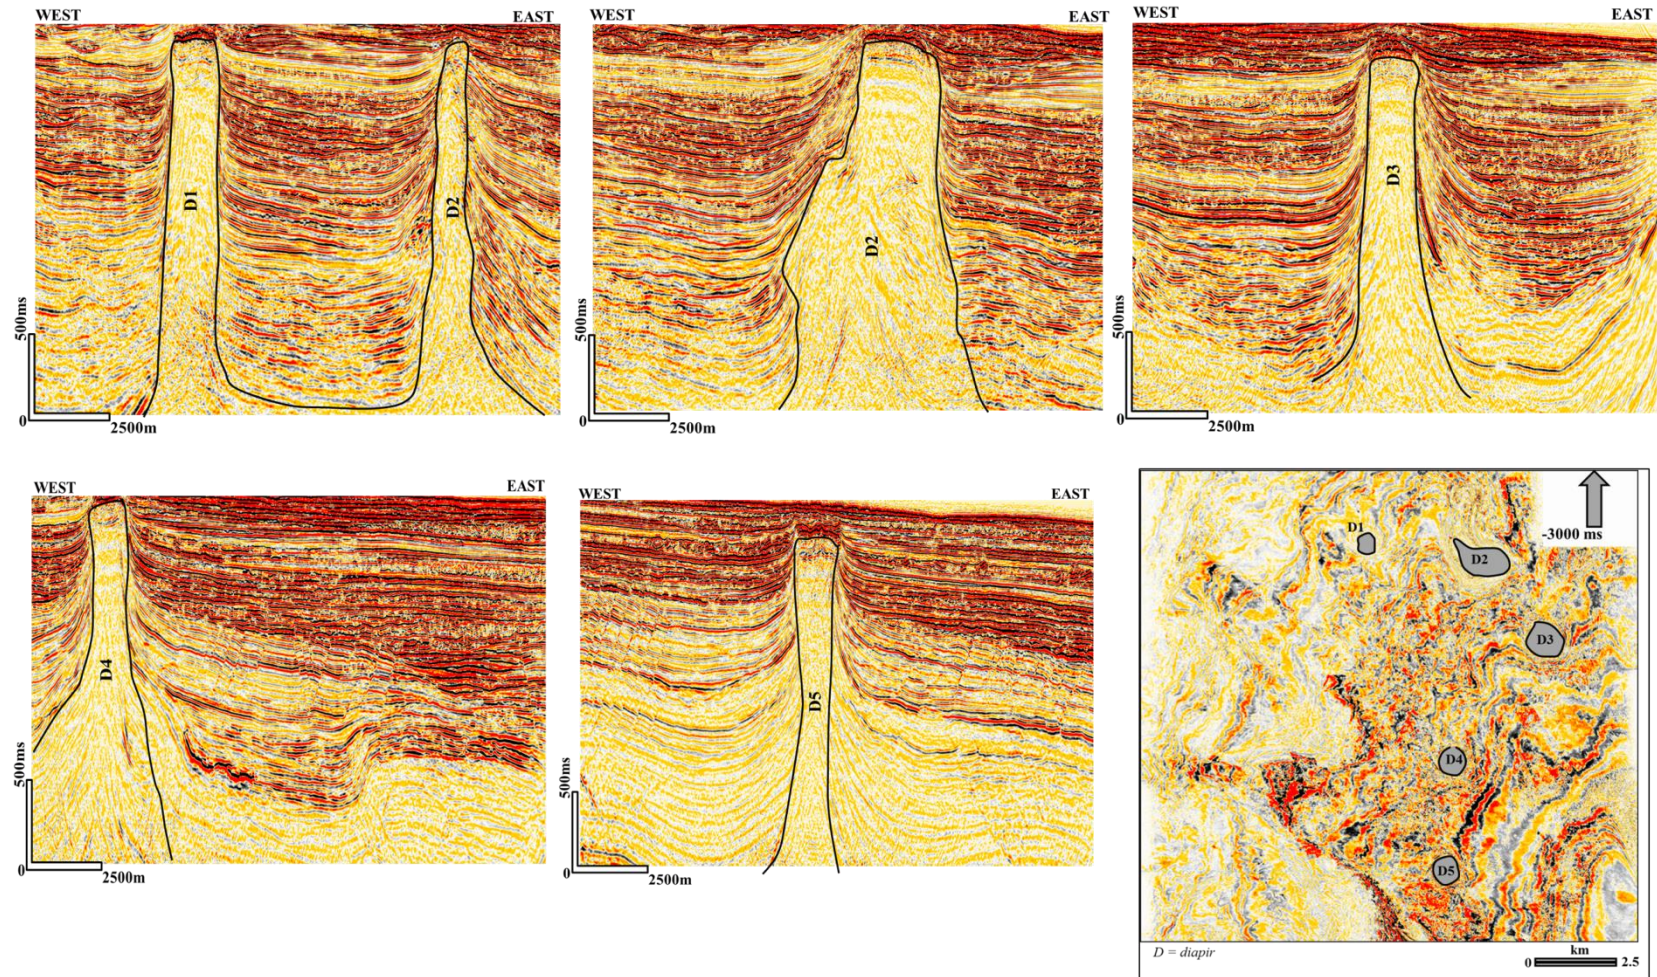 WEST EAST
D1
D2
500ms
0
2500m
WEST EAST
D2
500ms
0
2500m
WEST EAST
D3
500ms
0
2500m
WEST EAST
D4
500ms
0
2500m
WEST EAST
D5
500ms
0
2500m
-3000 ms
D1
D2
D3
D4
D5
D = diapir
km
0 2.5